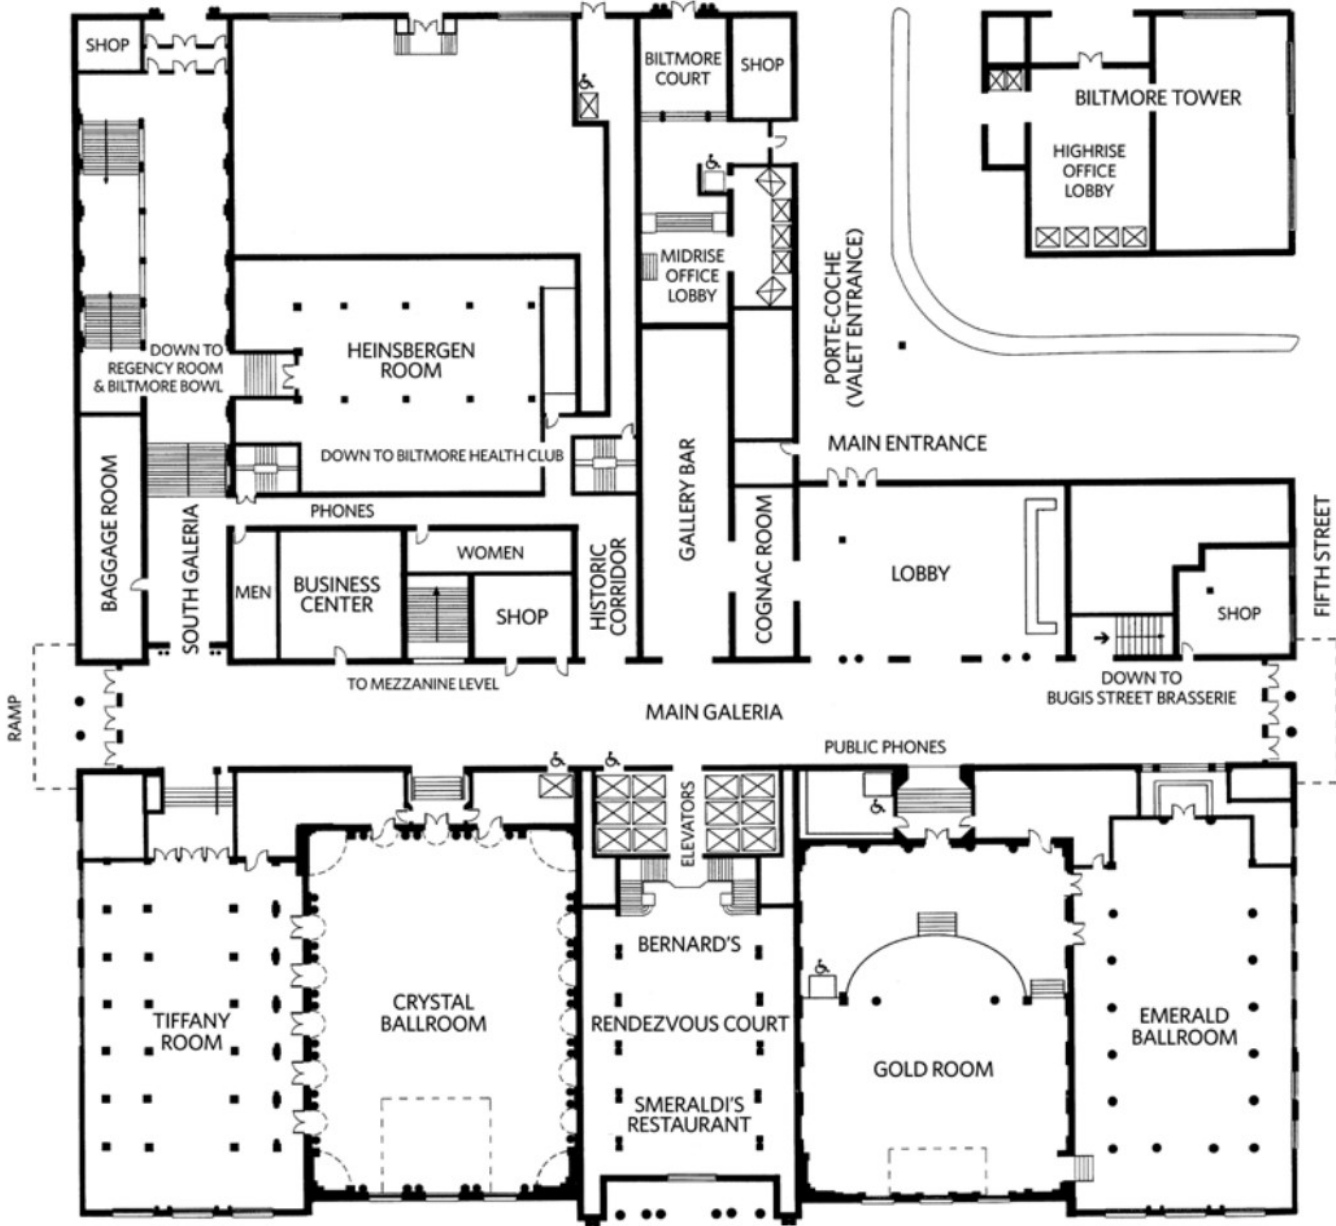 SHOP
BILTMORE
COURT
SHOP
BILTMORE TOWER
HIGHRISE
OFFICE
LOBBY
MIDRISE
OFFICE
LOBBY
PORTE-COCHE
(VALET ENTRANCE)
DOWN TO
REGENCY ROOM
& BILTMORE BOWL
HEINSBERGEN
ROOM
MAIN ENTRANCE
DOWN TO BILTMORE HEALTH CLUB
BAGGAGE ROOM
SOUTH GALERIA
PHONES
MEN
BUSINESS
CENTER
WOMEN
SHOP
HISTORIC
CORRIDOR
GALLERY BAR
COGNAC ROOM
LOBBY
SHOP
FIFTH STREET
TO MEZZANINE LEVEL
DOWN TO
BUGIS STREET BRASSERIE
RAMP
MAIN GALERIA
PUBLIC PHONES
ELEVATORS
BERNARD'S
TIFFANY
ROOM
CRYSTAL
BALLROOM
RENDEZVOUS COURT
GOLD ROOM
EMERALD
BALLROOM
SMERALDI'S
RESTAURANT